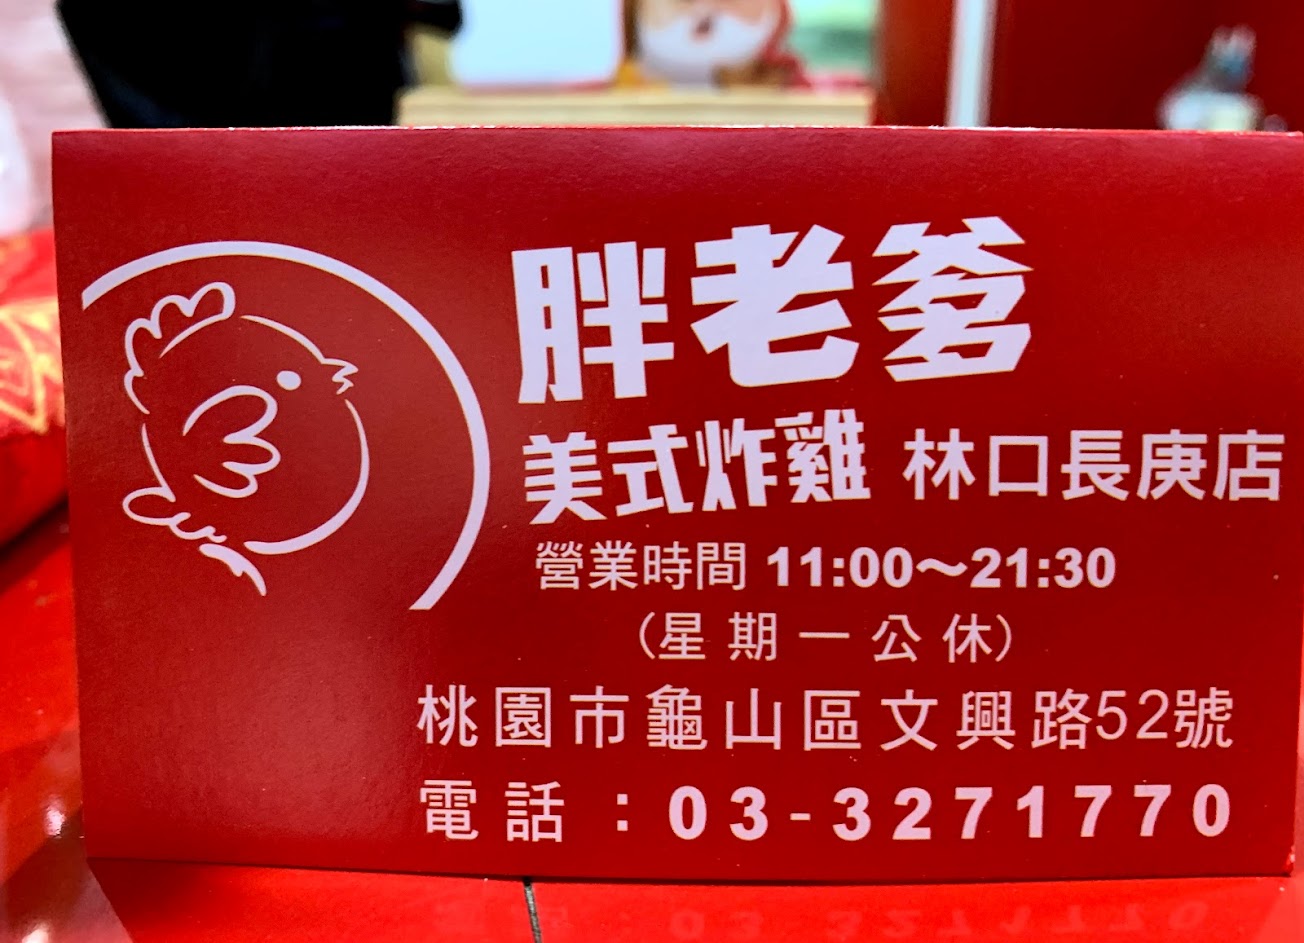 胖老爹
美式炸雞 林口長庚店
營業時間 11:00～21:30
(星期一公休)
桃園市龜山區文興路52號
電話：03-3271770